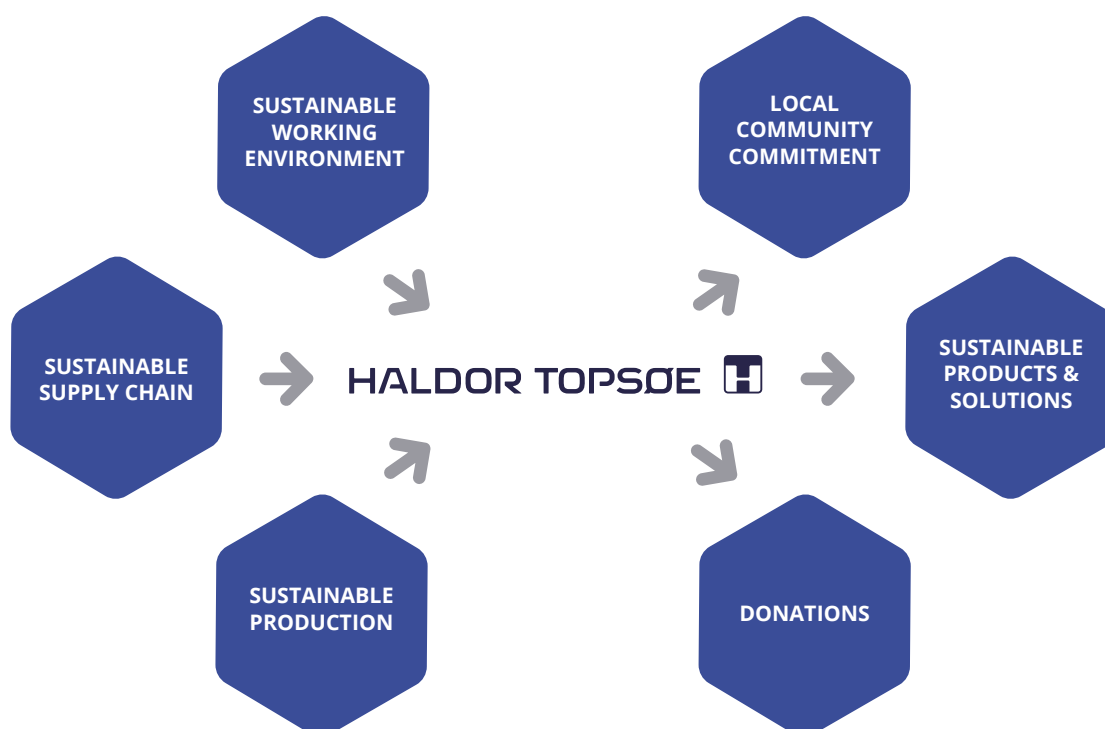 SUSTAINABLE
WORKING
ENVIRONMENT
LOCAL
COMMUNITY
COMMITMENT
SUSTAINABLE
SUPPLY CHAIN
HALDOR TOPSØE H
SUSTAINABLE
PRODUCTS &
SOLUTIONS
SUSTAINABLE
PRODUCTION
DONATIONS